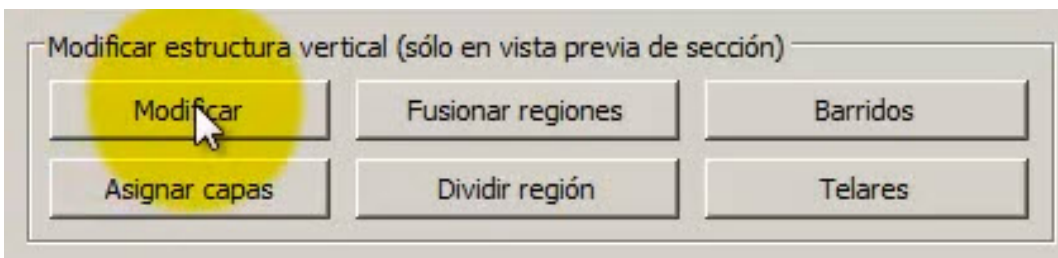 Modificar estructura vertical (sólo en vista previa de sección)
Modificar Fusionar regiones Barridos
Asignar capas Dividir región Telares